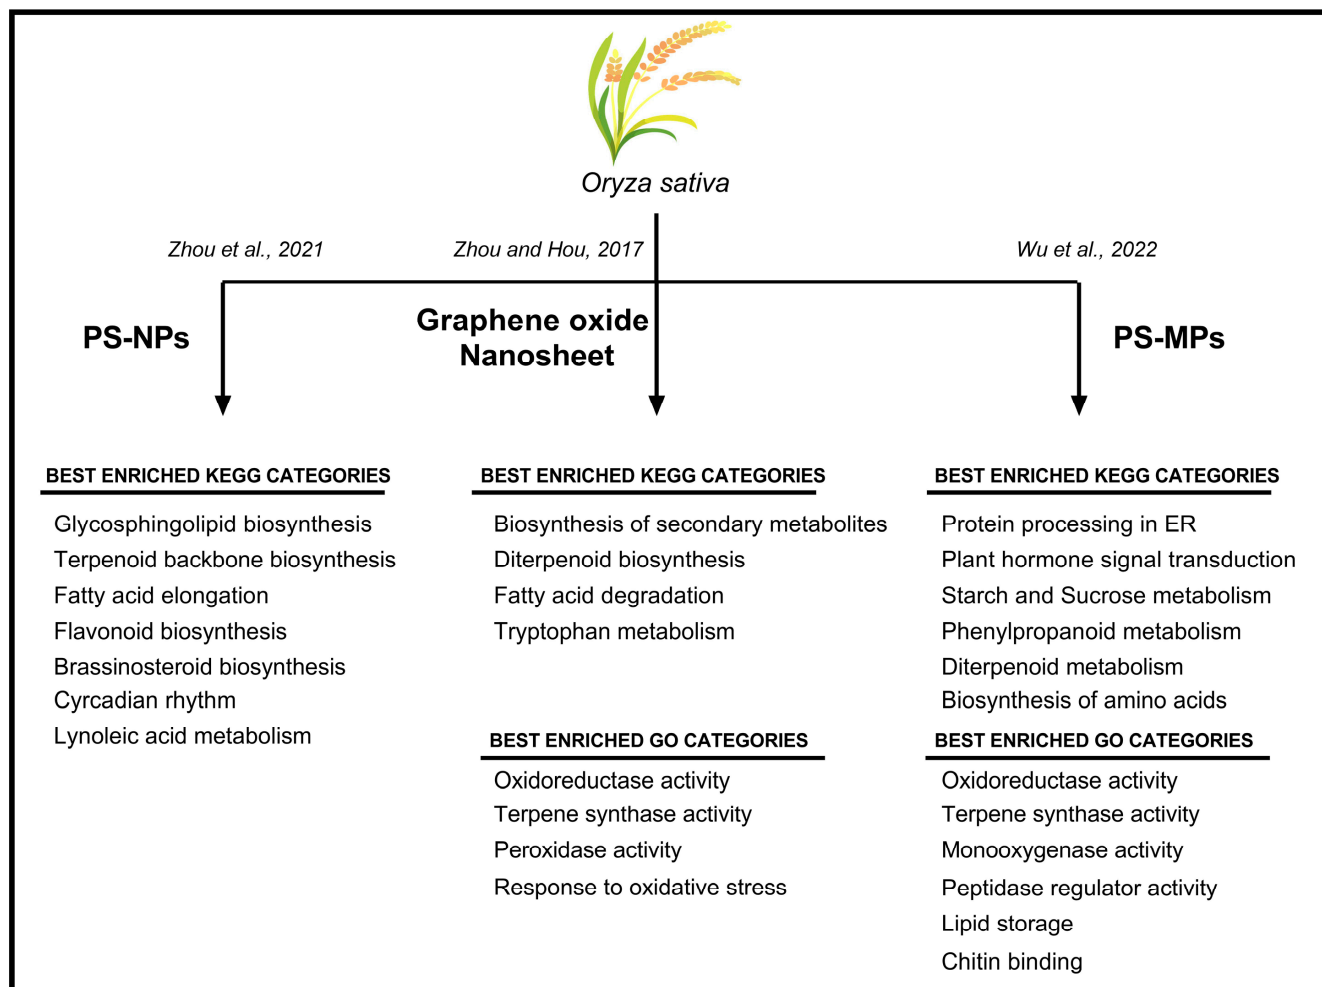 Oryza sativa
Zhou et al., 2021
Zhou and Hou, 2017
Wu et al., 2022
PS-NPs
Graphene oxide
Nanosheet
PS-MPs
BEST ENRICHED KEGG CATEGORIES
Glycosphingolipid biosynthesis
Terpenoid backbone biosynthesis
Fatty acid elongation
Flavonoid biosynthesis
Brassinosteroid biosynthesis
Cyrcadian rhythm
Lynoleic acid metabolism
BEST ENRICHED KEGG CATEGORIES
Biosynthesis of secondary metabolites
Diterpenoid biosynthesis
Fatty acid degradation
Tryptophan metabolism
BEST ENRICHED GO CATEGORIES
Oxidoreductase activity
Terpene synthase activity
Peroxidase activity
Response to oxidative stress
BEST ENRICHED KEGG CATEGORIES
Protein processing in ER
Plant hormone signal transduction
Starch and Sucrose metabolism
Phenylpropanoid metabolism
Diterpenoid metabolism
Biosynthesis of amino acids
BEST ENRICHED GO CATEGORIES
Oxidoreductase activity
Terpene synthase activity
Monooxygenase activity
Peptidase regulator activity
Lipid storage
Chitin binding